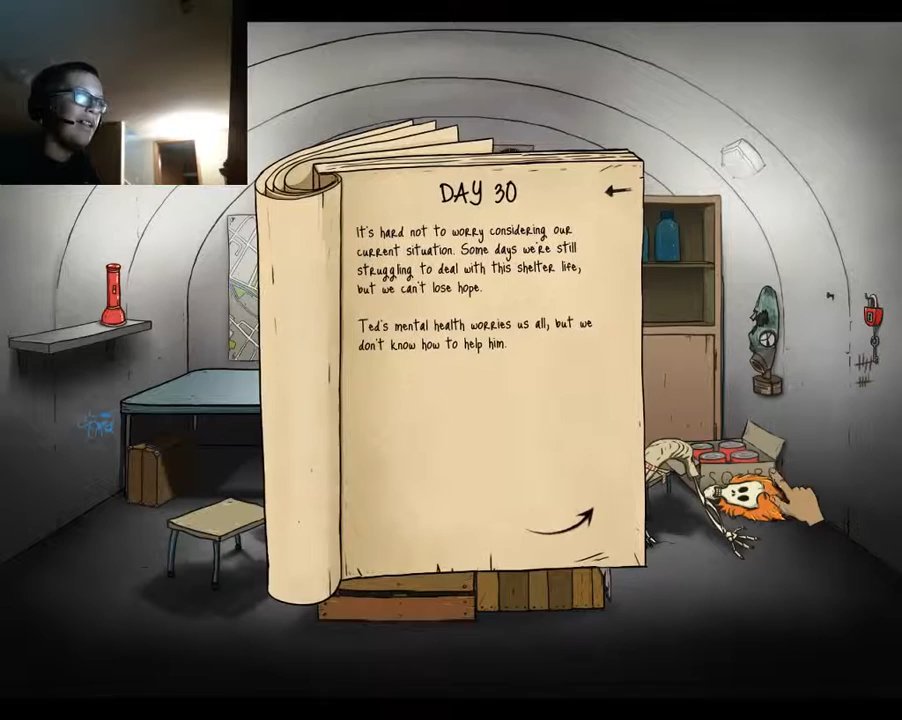 DAY 30
It's hard not to worry considering our
current situation. Some days we're still
struggling to deal with this shelter life,
but we can't lose hope.
Ted's mental health worries us all, but we
don't know how to help him.